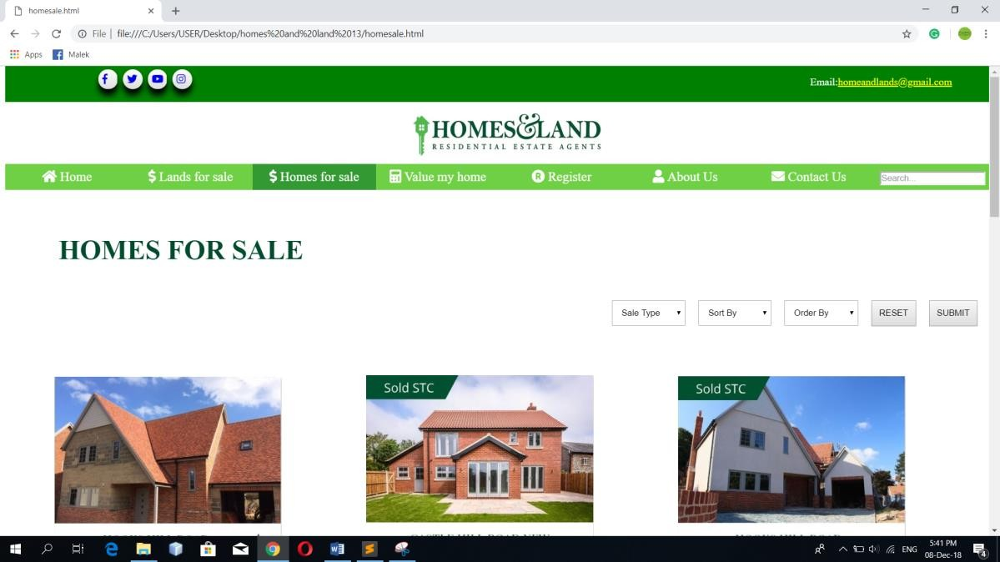 homesale.html
File | file:///C:/Users/USER/Desktop/homes%20and%20land%2013/homesale.html
Apps Malek
Email:homeandlands@gmail.com
HOMES&LAND
RESIDENTIAL ESTATE AGENTS
Home $ Lands for sale $ Homes for sale Value my home R Register About Us Contact Us Search...
HOMES FOR SALE
Sale Type Sort By Order By RESET SUBMIT
Sold STC Sold STC
ENG 5:41 PM
08-Dec-18 4